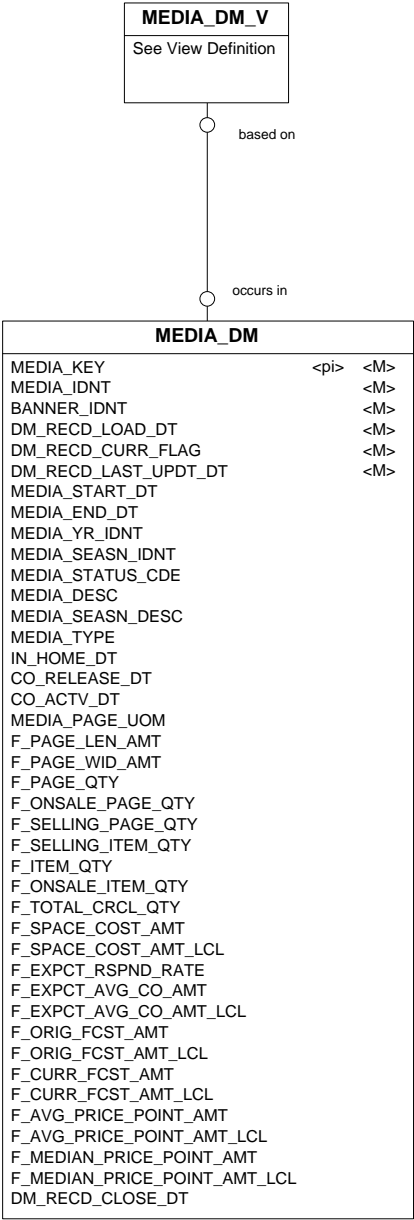 MEDIA_DM_V
See View Definition
based on
occurs in
MEDIA_DM
MEDIA_KEY <pi> <M>
MEDIA_IDNT <M>
BANNER_IDNT <M>
DM_RECD_LOAD_DT <M>
DM_RECD_CURR_FLAG <M>
DM_RECD_LAST_UPDT_DT <M>
MEDIA_START_DT
MEDIA_END_DT
MEDIA_YR_IDNT
MEDIA_SEASN_IDNT
MEDIA_STATUS_CDE
MEDIA_DESC
MEDIA_SEASN_DESC
MEDIA_TYPE
IN_HOME_DT
CO_RELEASE_DT
CO_ACTV_DT
MEDIA_PAGE_UOM
F_PAGE_LEN_AMT
F_PAGE_WID_AMT
F_PAGE_QTY
F_ONSALE_PAGE_QTY
F_SELLING_PAGE_QTY
F_SELLING_ITEM_QTY
F_ITEM_QTY
F_ONSALE_ITEM_QTY
F_TOTAL_CRCL_QTY
F_SPACE_COST_AMT
F_SPACE_COST_AMT_LCL
F_EXPCT_RSPND_RATE
F_EXPCT_AVG_CO_AMT
F_EXPCT_AVG_CO_AMT_LCL
F_ORIG_FCST_AMT
F_ORIG_FCST_AMT_LCL
F_CURR_FCST_AMT
F_CURR_FCST_AMT_LCL
F_AVG_PRICE_POINT_AMT
F_AVG_PRICE_POINT_AMT_LCL
F_MEDIAN_PRICE_POINT_AMT
F_MEDIAN_PRICE_POINT_AMT_LCL
DM_RECD_CLOSE_DT